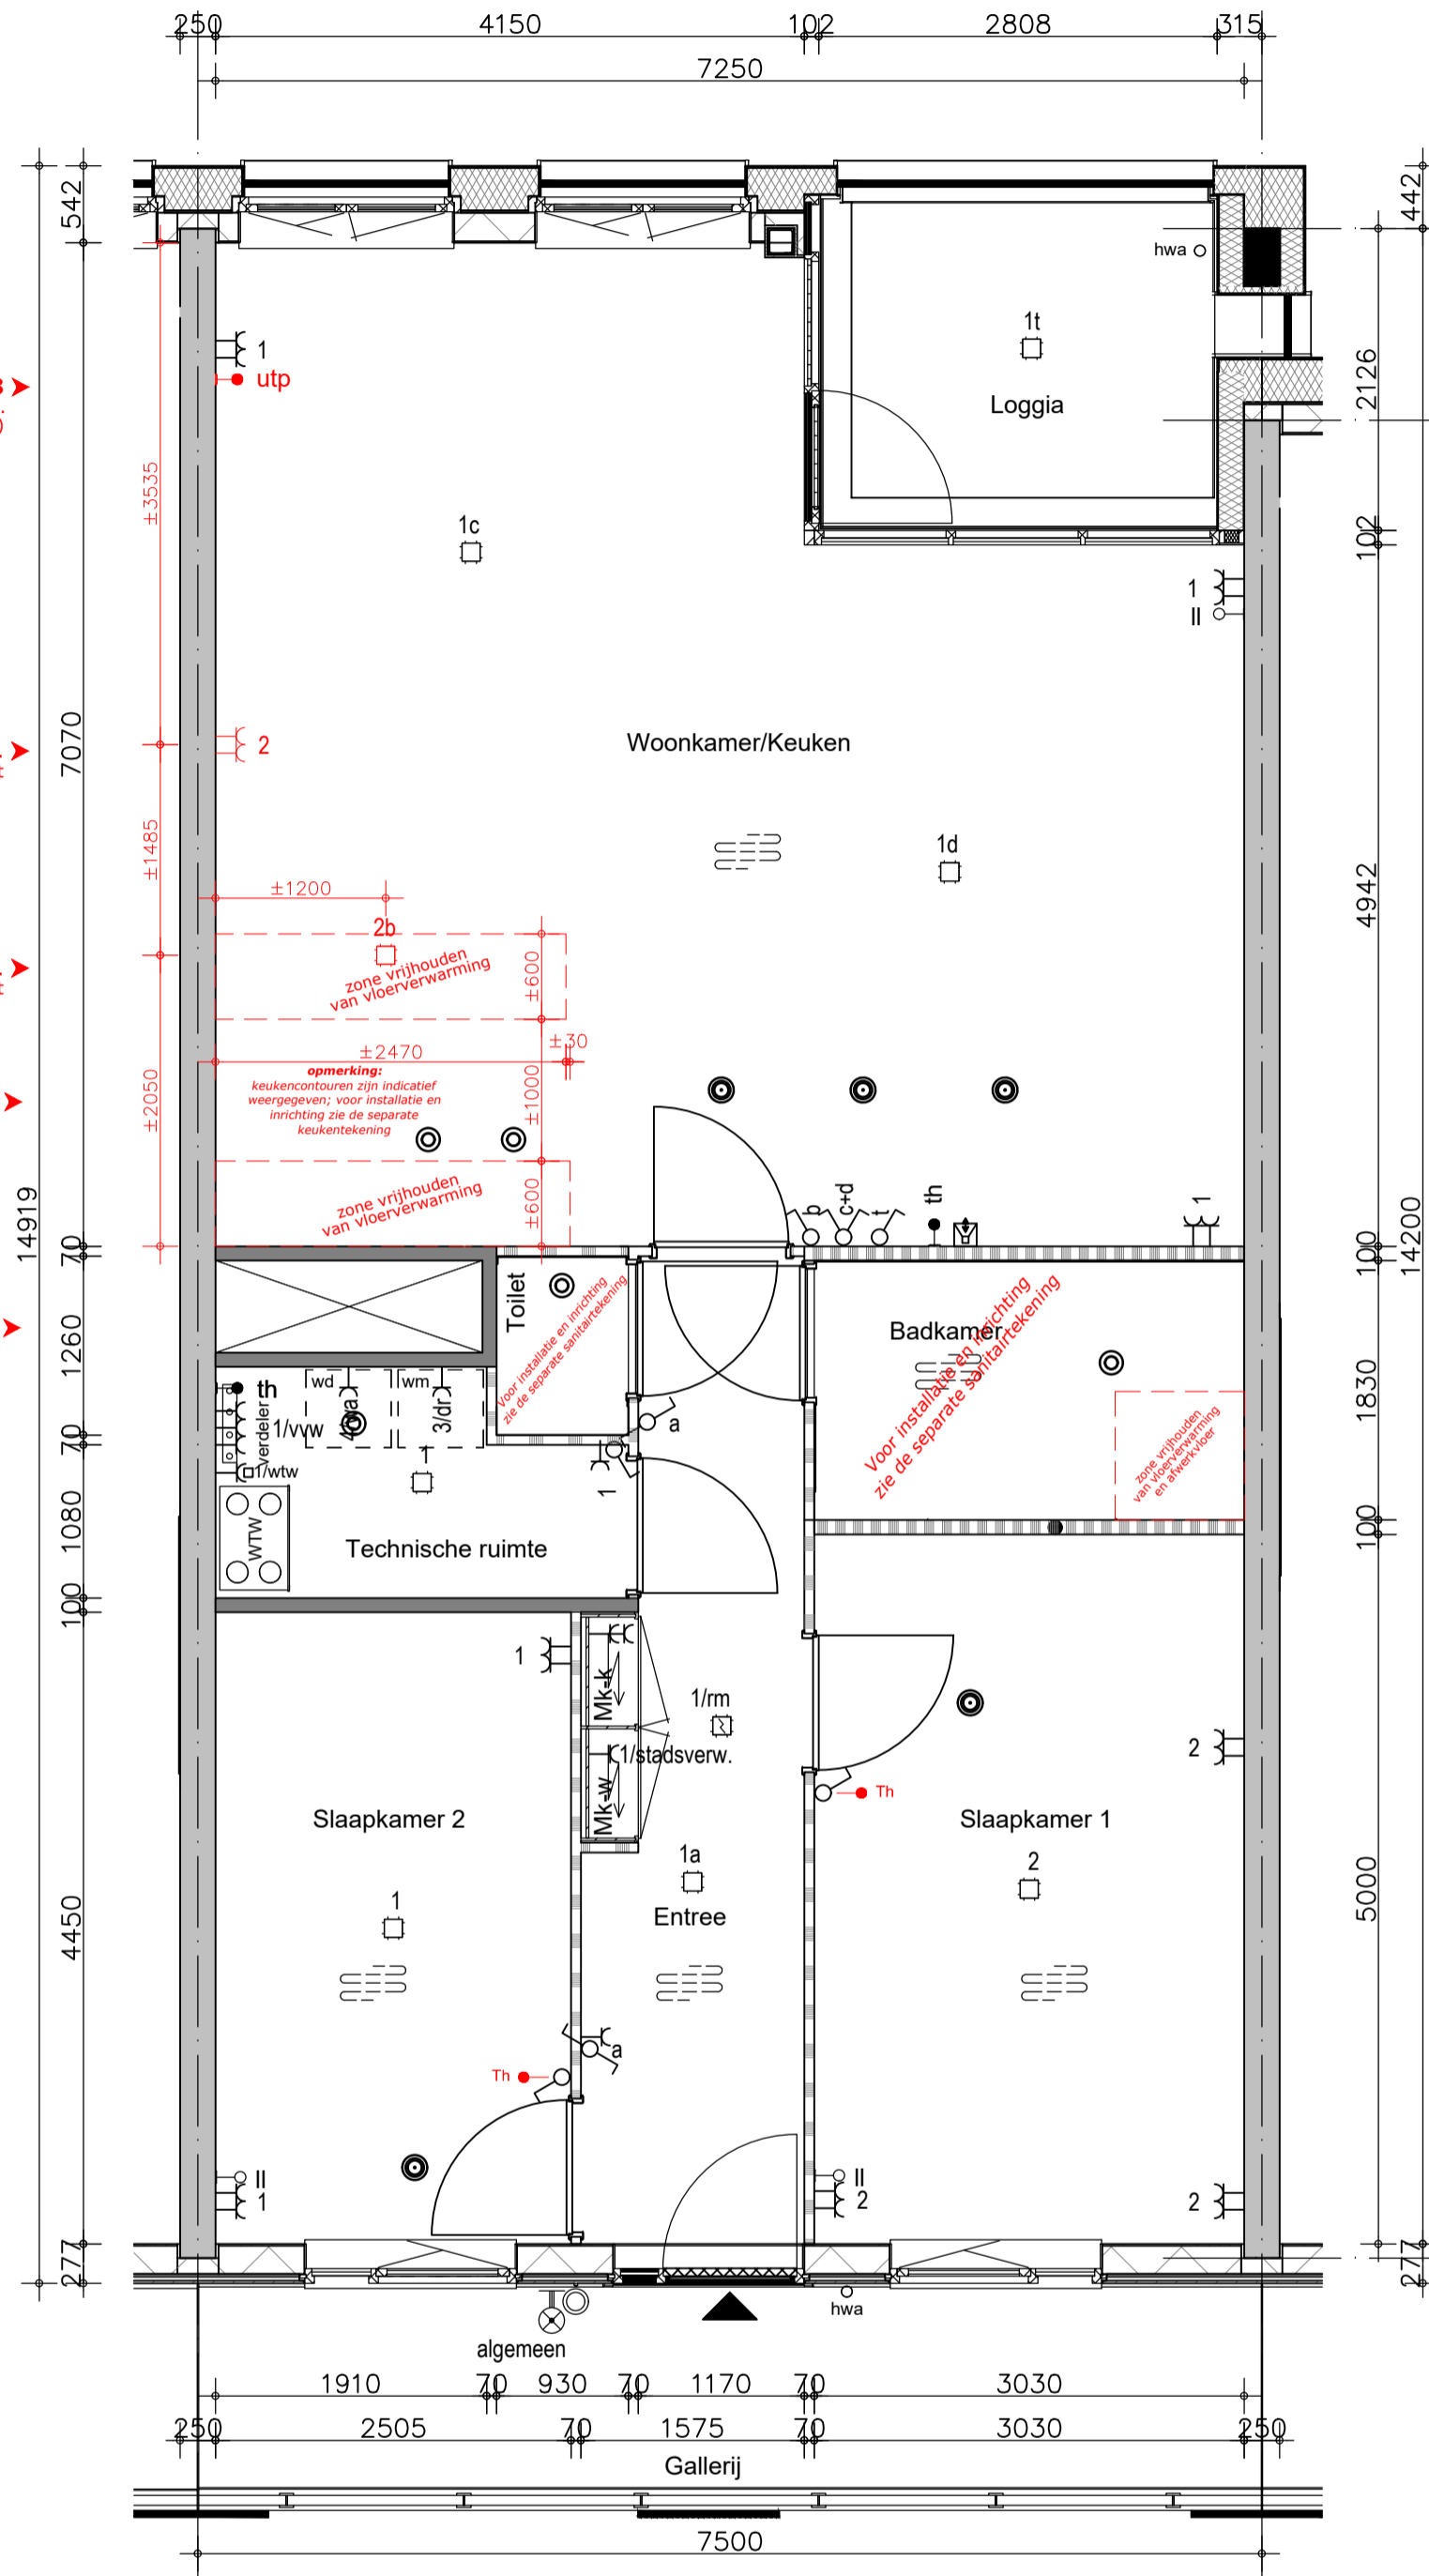 250 4150 102 2808 315
7250
542
442
hwa
1t
Loggia
1
utp
2126
±3535
1c
102
1
II
7070
2
Woonkamer/Keuken
±1485
1d
4942
±1200
2b
zone vrijhouden
van vloerverwarming
±600
±30
±2470
opmerking:
keukencontouren zijn indicatief
weergegeven; voor installatie en
inrichting zie de separate
keukentekening
±1000
±2050
zone vrijhouden
van vloerverwarming
±600
b
c+d
t
th
1
14919
14200
70
100
Toilet
Voor installatie en inrichting
zie de separate sanitairtekening
1260
Badkamer
Voor installatie en inrichting
zie de separate sanitairtekening
1830
zone vrijhouden
van vloerverwarming
en afwerkvloer
wd
wm
th
verdeler
1/vvw
3/dr
a
70
1/wtw
1
1
1080
WTW
Technische ruimte
100
100
1
Mk-k
1/rm
1/stadsverw.
2
Mk-w
Th
Slaapkamer 2
Slaapkamer 1
1a
2
1
Entree
4450
5000
a
Th
II
1
II
2
2
277
277
hwa
algemeen
1910 70 930 70 1170 70 3030
250 2505 70 1575 70 3030 250
Gallerij
7500